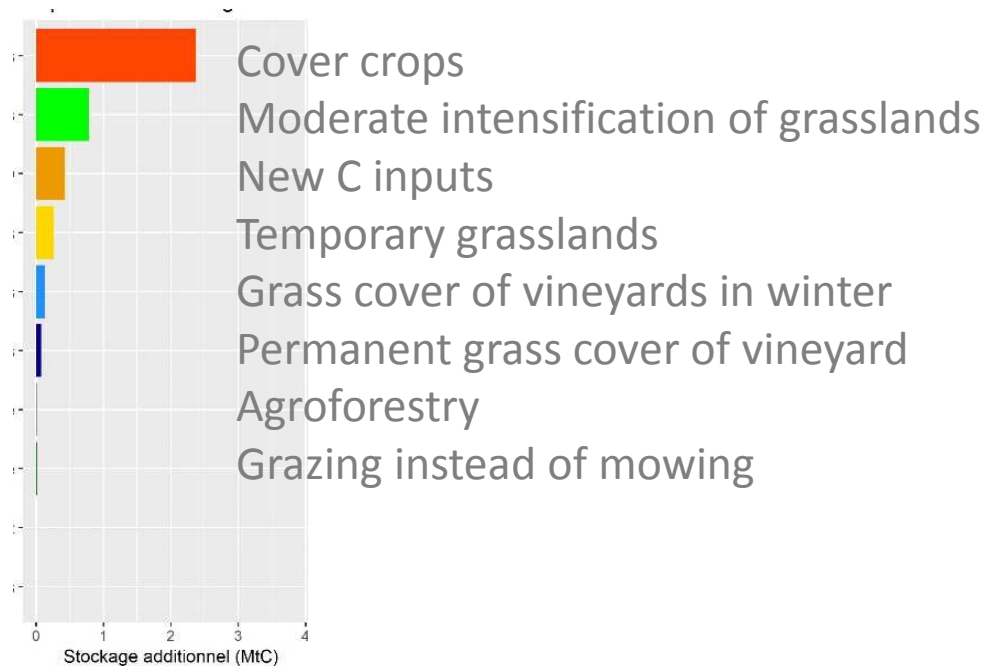 Cover crops
Moderate intensification of grasslands
New C inputs
Temporary grasslands
Grass cover of vineyards in winter
Permanent grass cover of vineyard
Agroforestry
Grazing instead of mowing
0 1 2 3 4
Stockage additionnel (MtC)